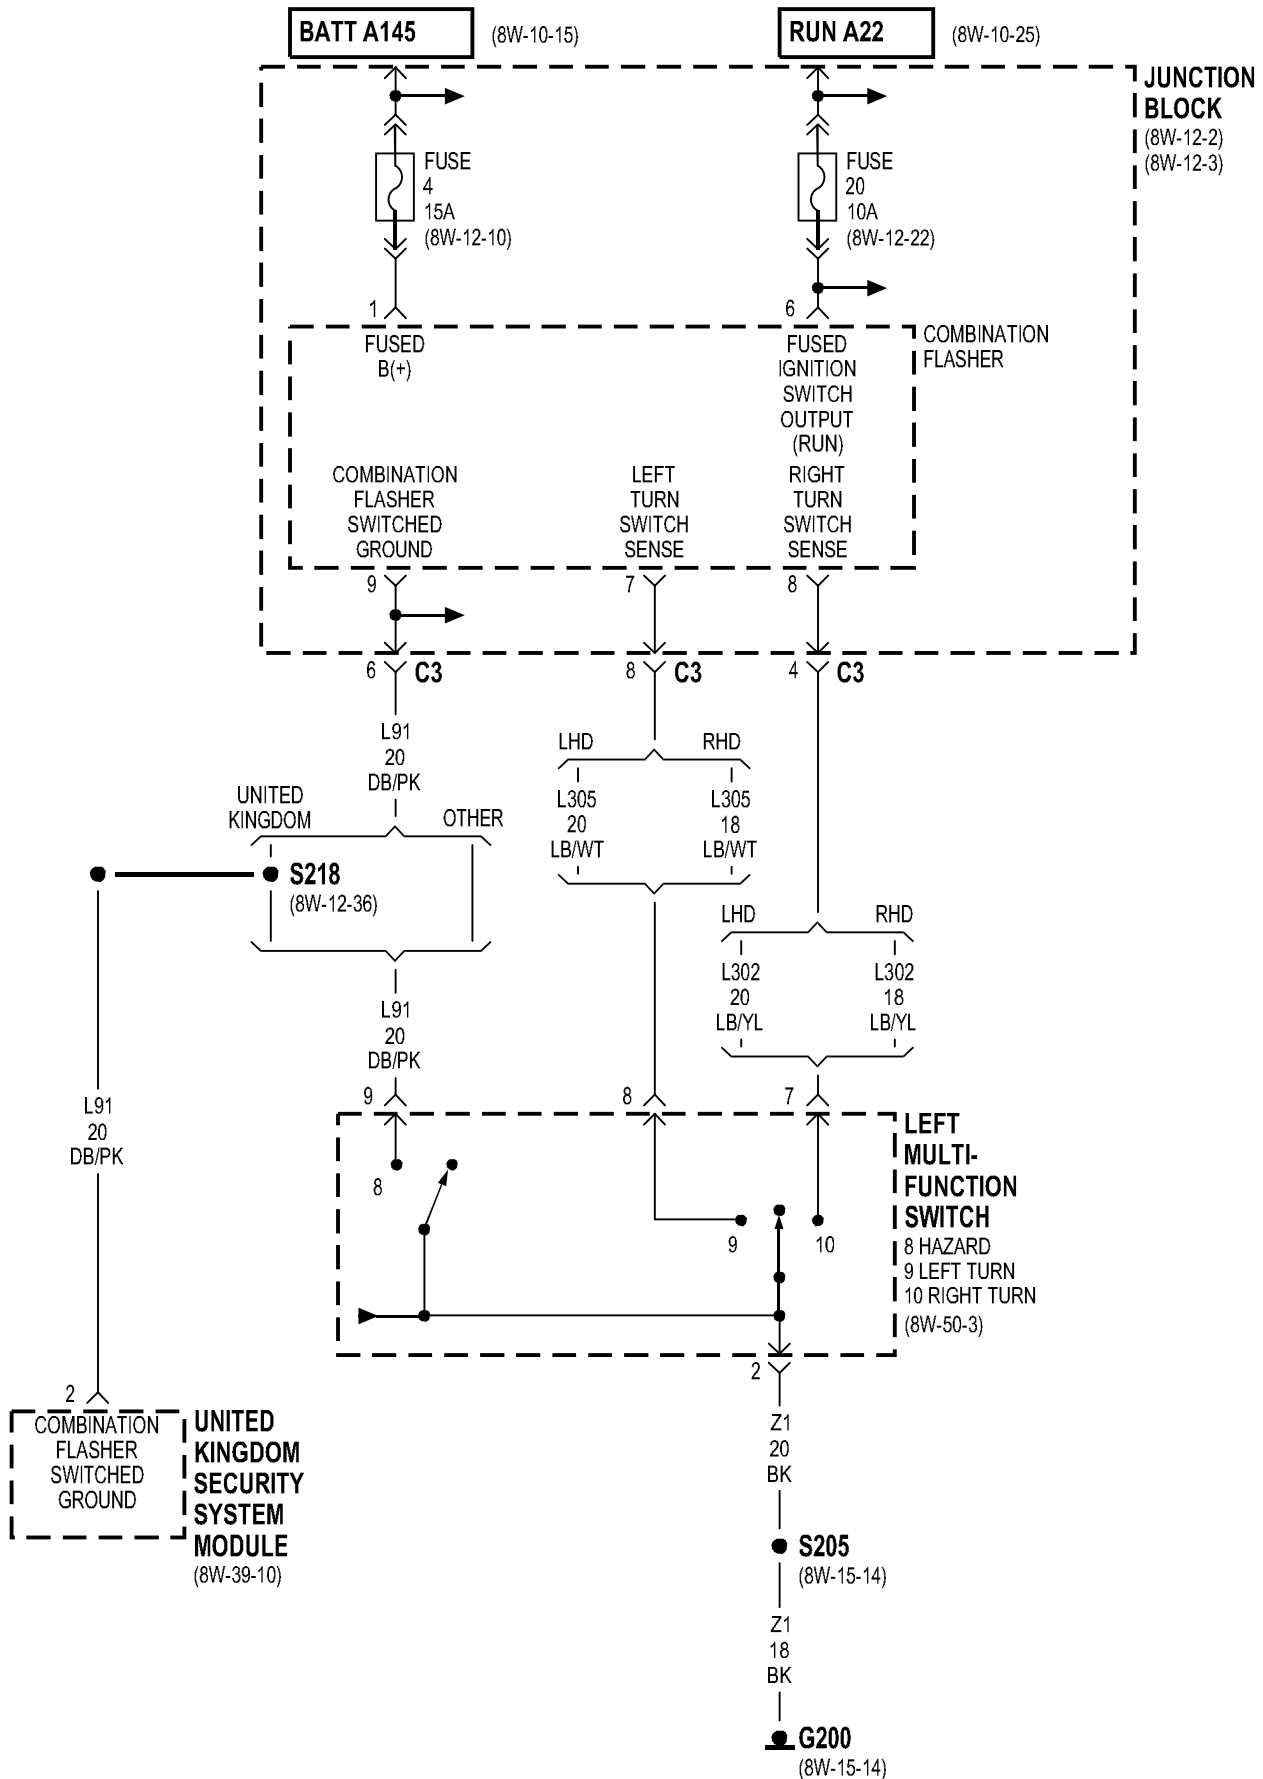 BATT A145
(8W-10-15)
RUN A22
(8W-10-25)
JUNCTION
BLOCK
(8W-12-2)
(8W-12-3)
FUSE
4
15A
(8W-12-10)
FUSE
20
10A
(8W-12-22)
1
6
FUSED
B(+)
FUSED
IGNITION
SWITCH
OUTPUT
(RUN)
COMBINATION
FLASHER
COMBINATION
FLASHER
SWITCHED
GROUND
LEFT
TURN
SWITCH
SENSE
RIGHT
TURN
SWITCH
SENSE
9
7
8
6
C3
8
C3
4
C3
L91
20
DB/PK
LHD
RHD
L305
20
LB/WT
L305
18
LB/WT
UNITED
KINGDOM
OTHER
S218
(8W-12-36)
LHD
RHD
L302
20
LB/YL
L302
18
LB/YL
L91
20
DB/PK
9
8
7
L91
20
DB/PK
8
9
10
LEFT
MULTI-
FUNCTION
SWITCH
8 HAZARD
9 LEFT TURN
10 RIGHT TURN
(8W-50-3)
2
2
COMBINATION
FLASHER
SWITCHED
GROUND
UNITED
KINGDOM
SECURITY
SYSTEM
MODULE
(8W-39-10)
Z1
20
BK
S205
(8W-15-14)
Z1
18
BK
G200
(8W-15-14)